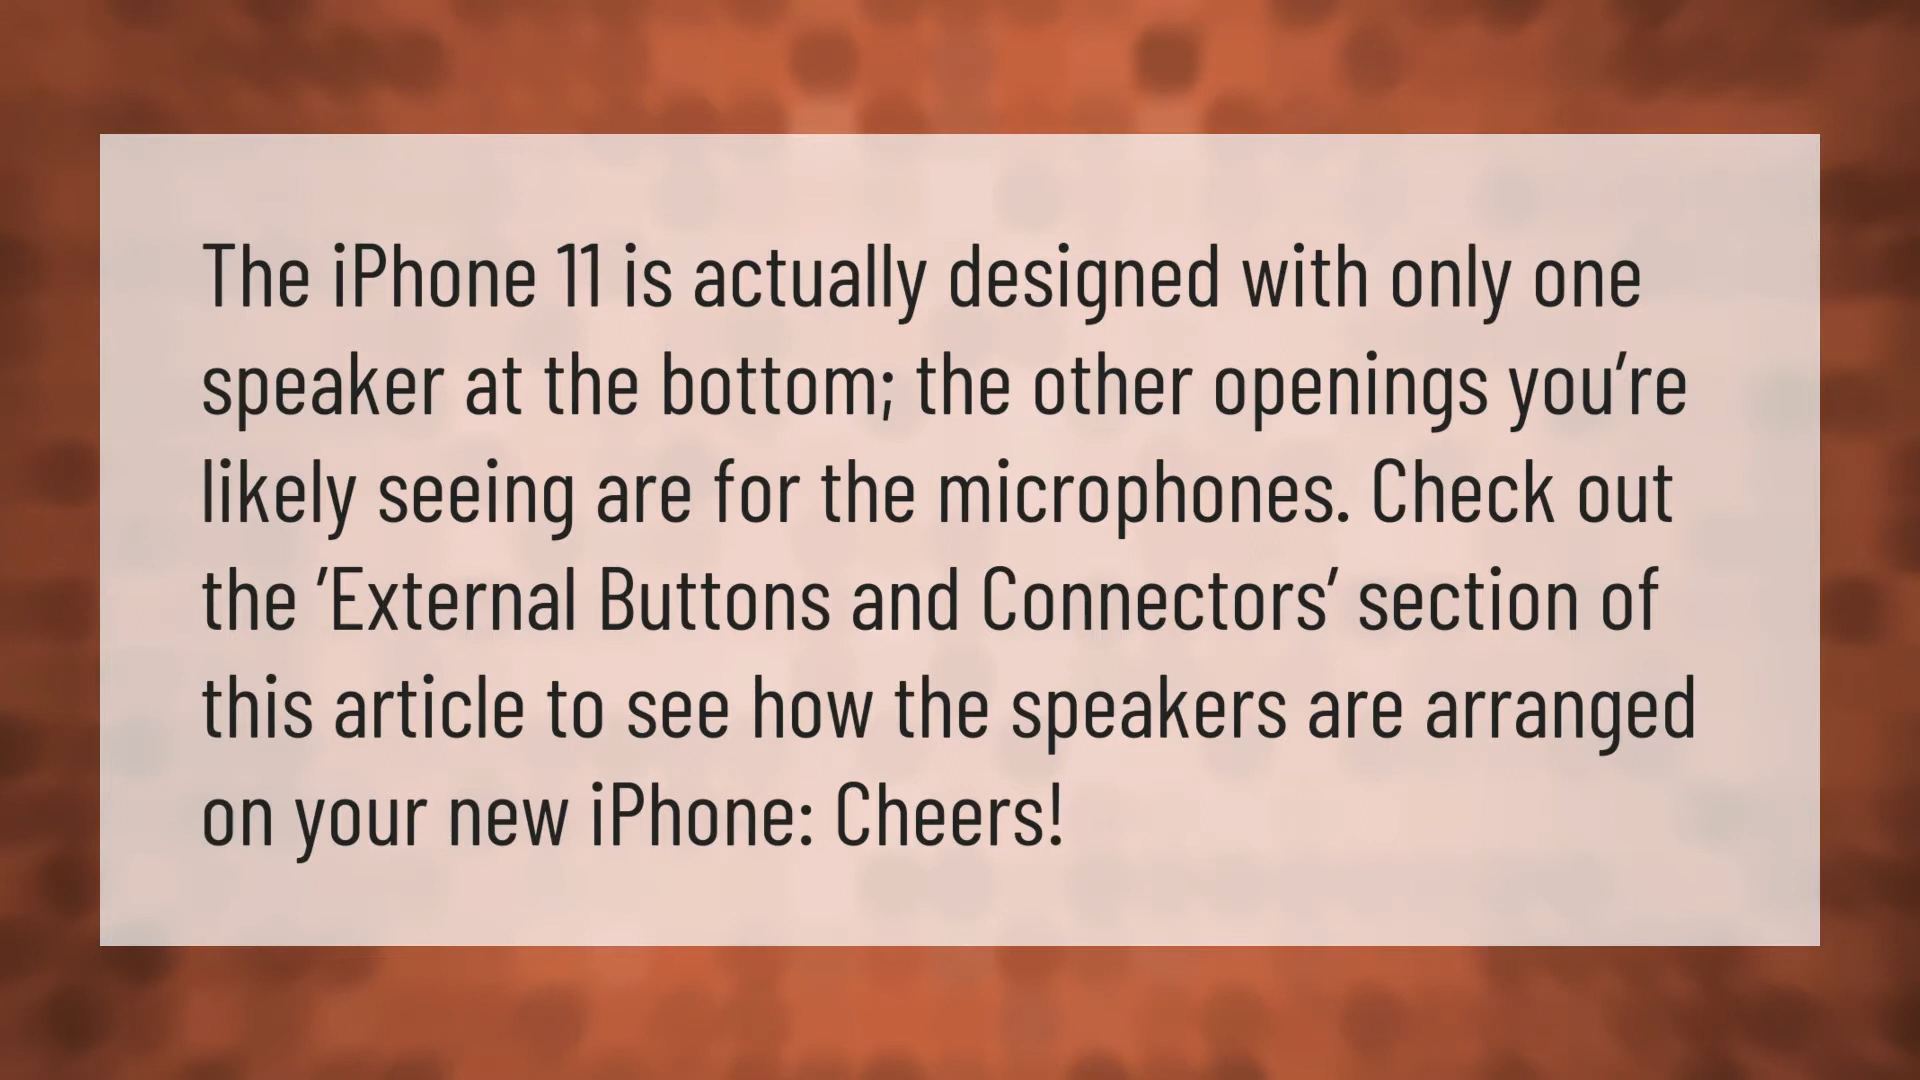 The iPhone 11 is actually designed with only one
speaker at the bottom; the other openings you’re
likely seeing are for the microphones. Check out
the ’External Buttons and Connectors’ section of
this article to see how the speakers are arranged
on your new iPhone: Cheers!